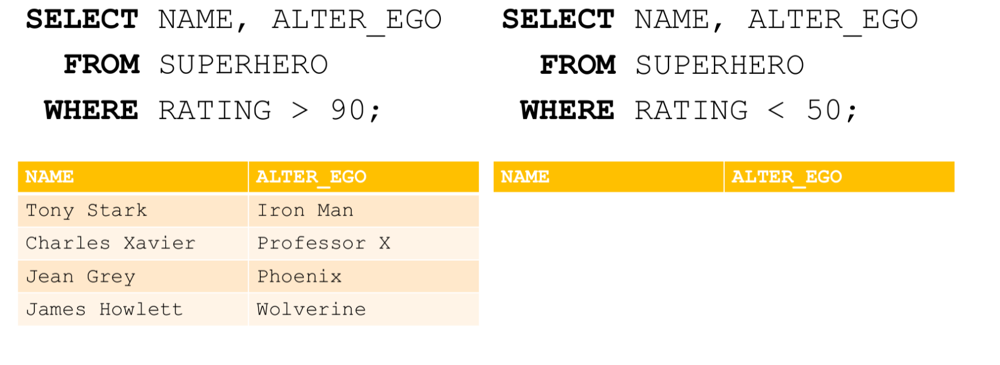 SELECT NAME, ALTER_EGO
FROM SUPERHERO
WHERE RATING > 90;
NAME ALTER_EGO
Tony Stark Iron Man
Charles Xavier Professor X
Jean Grey Phoenix
James Howlett Wolverine
SELECT NAME, ALTER_EGO
FROM SUPERHERO
WHERE RATING < 50;
NAME ALTER_EGO